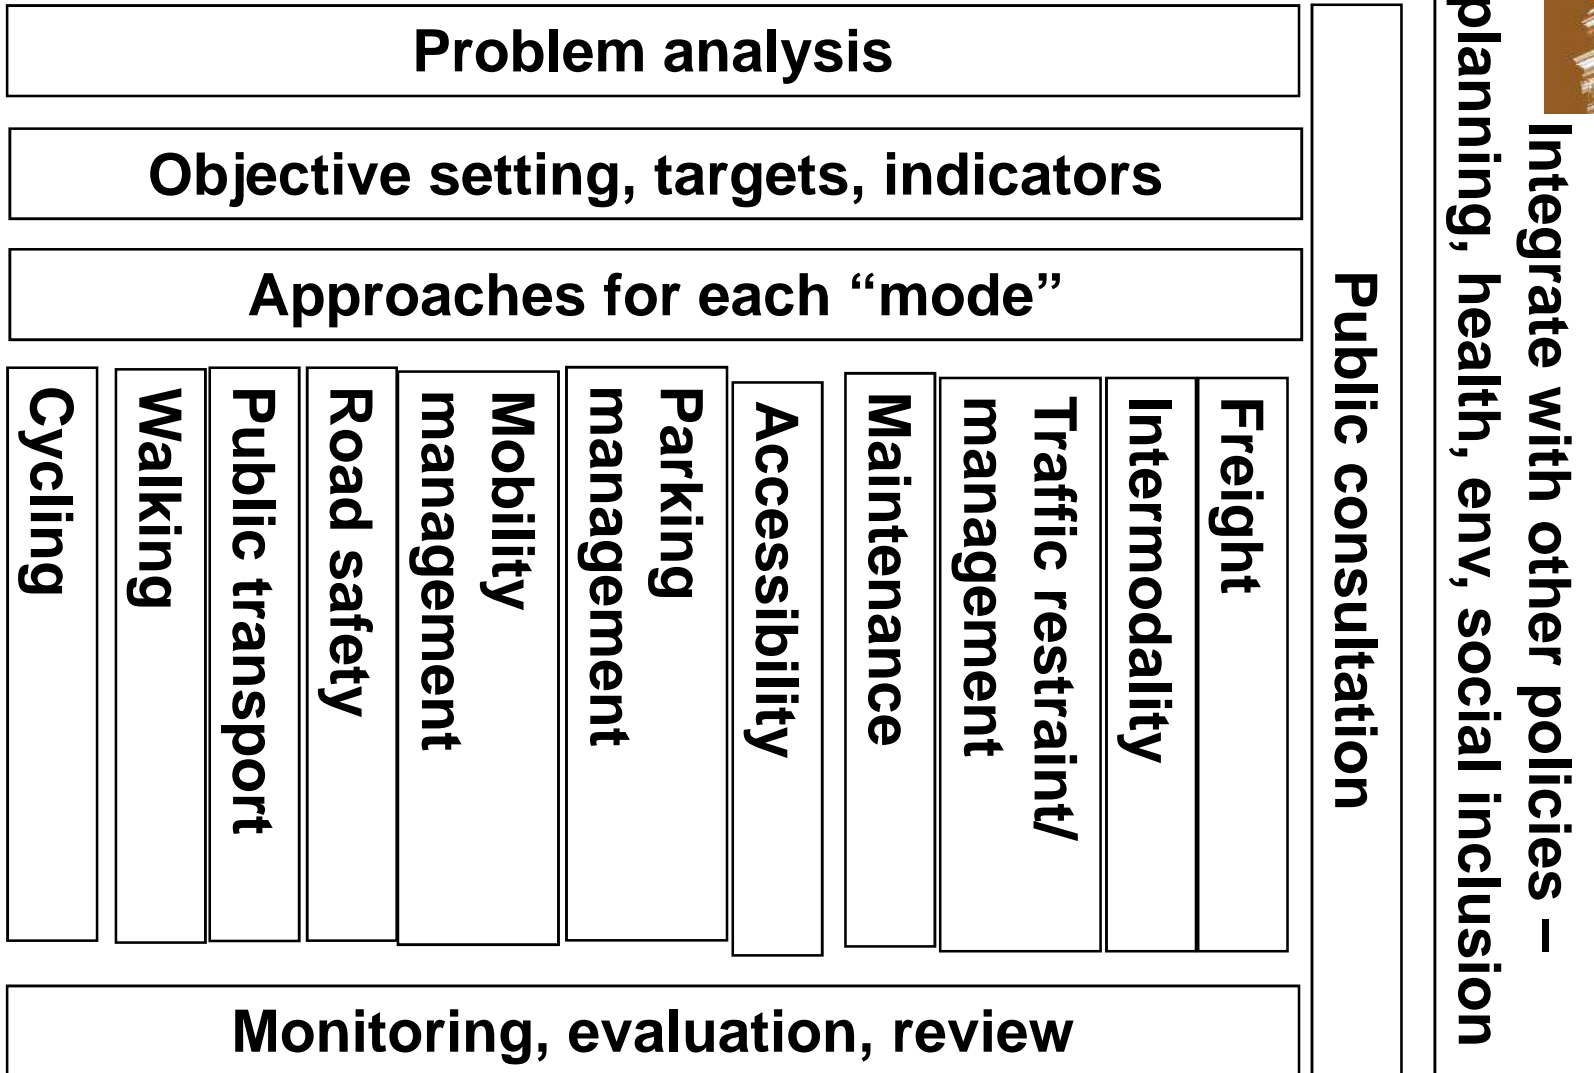 Problem analysis
Objective setting, targets, indicators
Approaches for each “mode”
Cycling
Walking
Public transport
Road safety
Mobility
management
Parking
management
Accessibility
Maintenance
Traffic restraint/
management
Intermodality
Freight
Monitoring, evaluation, review
Public consultation
Integrate with other policies –
planning, health, env, social inclusion